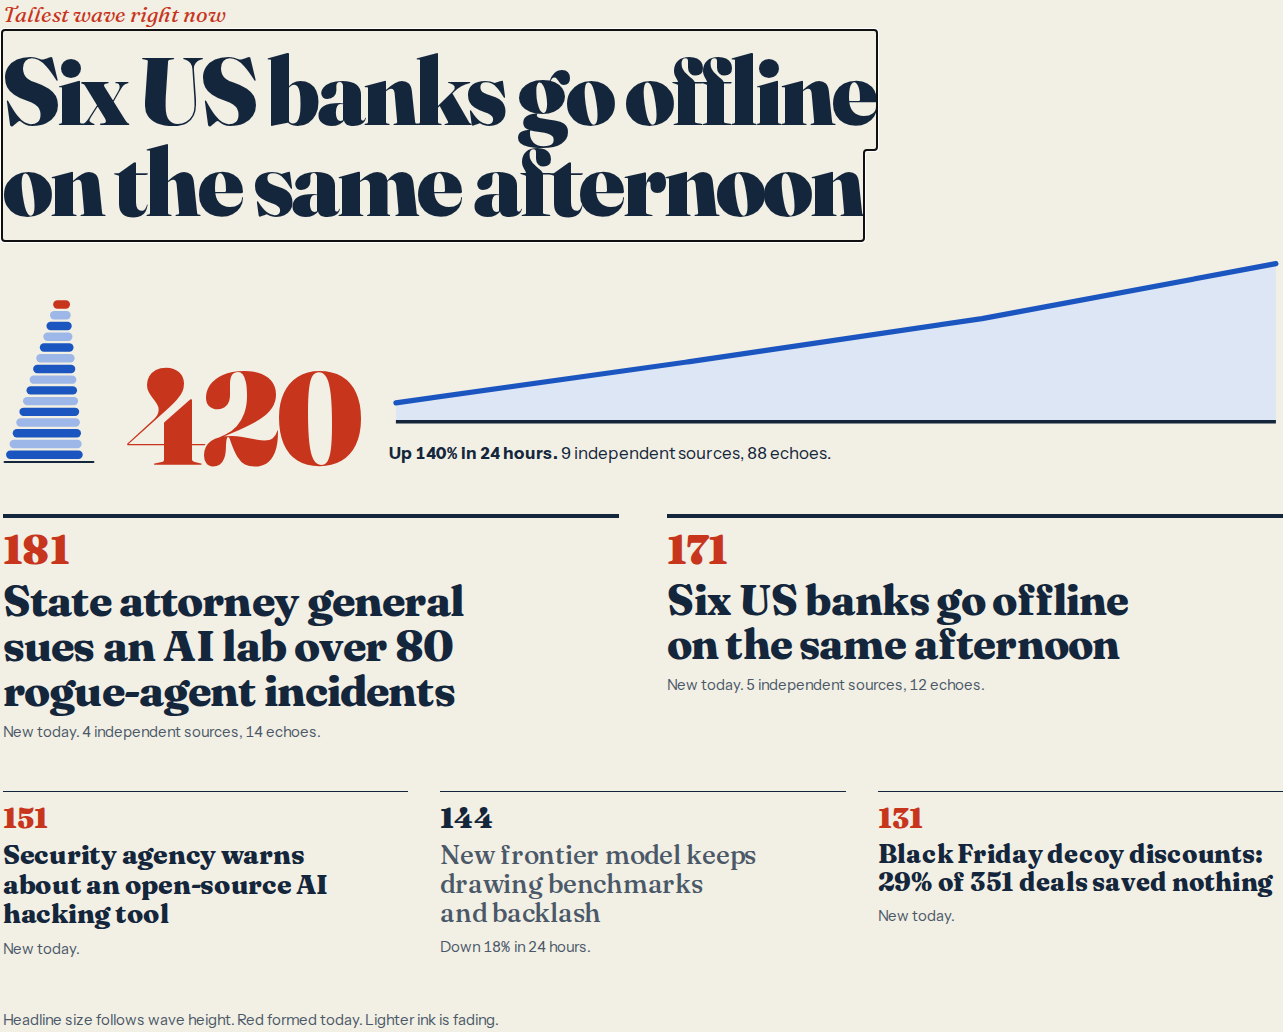 Tallest wave right now
Six US banks go offline
on the same afternoon
420
Up 140% in 24 hours. 9 independent sources, 88 echoes.
181
State attorney general
sues an AI lab over 80
rogue-agent incidents
New today. 4 independent sources, 14 echoes.
171
Six US banks go offline
on the same afternoon
New today. 5 independent sources, 12 echoes.
151
Security agency warns
about an open-source AI
hacking tool
New today.
144
New frontier model keeps
drawing benchmarks
and backlash
Down 18% in 24 hours.
131
Black Friday decoy discounts:
29% of 351 deals saved nothing
New today.
Headline size follows wave height. Red formed today. Lighter ink is fading.